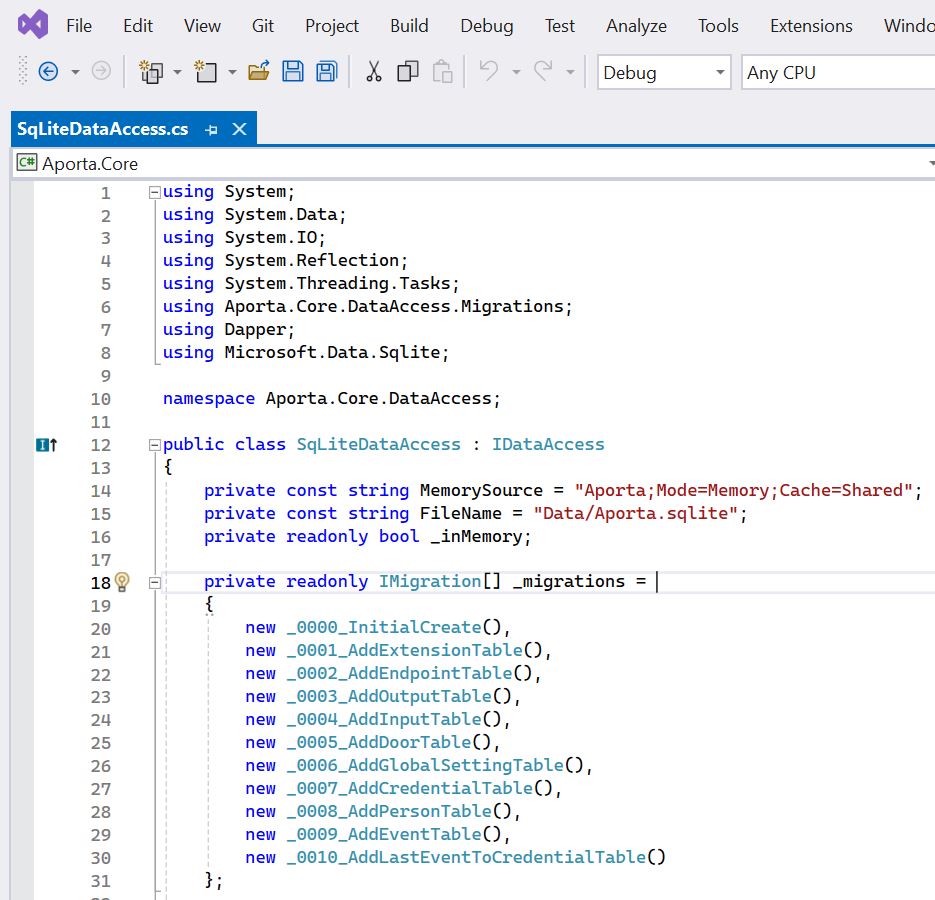 File Edit View Git Project Build Debug Test Analyze Tools Extensions Windo
Debug Any CPU
SqLiteDataAccess.cs
C# Aporta.Core
1 using System;
2 using System.Data;
3 using System.IO;
4 using System.Reflection;
5 using System.Threading.Tasks;
6 using Aporta.Core.DataAccess.Migrations;
7 using Dapper;
8 using Microsoft.Data.Sqlite;
9
10 namespace Aporta.Core.DataAccess;
11
12 public class SqLiteDataAccess : IDataAccess
13 {
14 private const string MemorySource = "Aporta;Mode=Memory;Cache=Shared";
15 private const string FileName = "Data/Aporta.sqlite";
16 private readonly bool _inMemory;
17
18 private readonly IMigration[] _migrations =
19 {
20 new _0000_InitialCreate(),
21 new _0001_AddExtensionTable(),
22 new _0002_AddEndpointTable(),
23 new _0003_AddOutputTable(),
24 new _0004_AddInputTable(),
25 new _0005_AddDoorTable(),
26 new _0006_AddGlobalSettingTable(),
27 new _0007_AddCredentialTable(),
28 new _0008_AddPersonTable(),
29 new _0009_AddEventTable(),
30 new _0010_AddLastEventToCredentialTable()
31 };